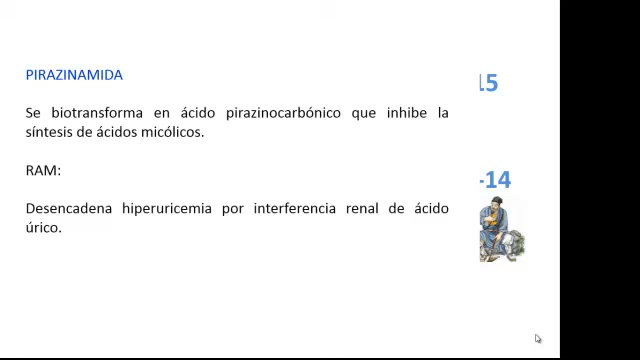 PIRAZINAMIDA
Se biotransforma en ácido pirazinocarbónico que inhibe la
síntesis de ácidos micólicos.
RAM:
Desencadena hiperuricemia por interferencia renal de ácido
úrico.
15
-14